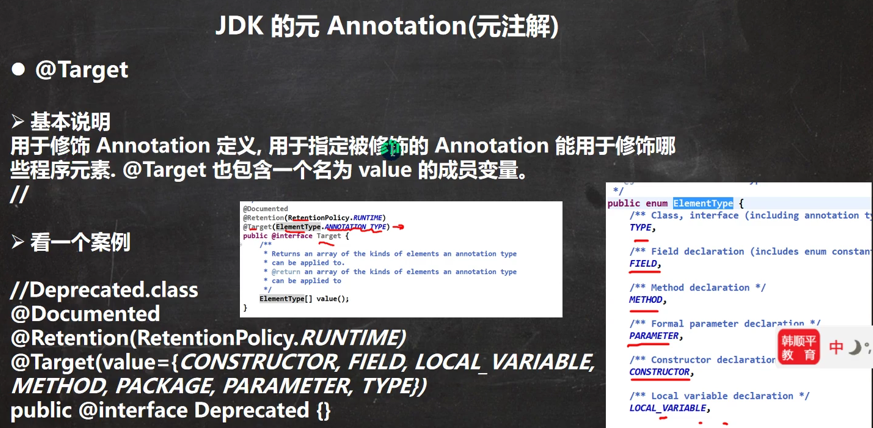 JDK 的元 Annotation(元注解)
● @Target
➢ 基本说明
用于修饰 Annotation 定义, 用于指定被修饰的 Annotation 能用于修饰哪
些程序元素. @Target 也包含一个名为 value 的成员变量。
//
➢ 看一个案例
//Deprecated.class
@Documented
@Retention(RetentionPolicy.RUNTIME)
@Target(value={CONSTRUCTOR, FIELD, LOCAL_VARIABLE,
METHOD, PACKAGE, PARAMETER, TYPE})
public @interface Deprecated {}
@Documented
@Retention(RetentionPolicy.RUNTIME)
@Target(ElementType.ANNOTATION_TYPE)
public @interface Target {
/**
* Returns an array of the kinds of elements an annotation type
* can be applied to.
* @return an array of the kinds of elements an annotation type
* can be applied to
*/
ElementType[] value();
}
*/
public enum ElementType {
/** Class, interface (including annotation ty
TYPE,
/** Field declaration (includes enum constan
FIELD,
/** Method declaration */
METHOD,
/** Formal parameter declaration */
PARAMETER,
/** Constructor declaration
CONSTRUCTOR,
/** Local variable declaration */
LOCAL_VARIABLE,
韩顺平
教育
中